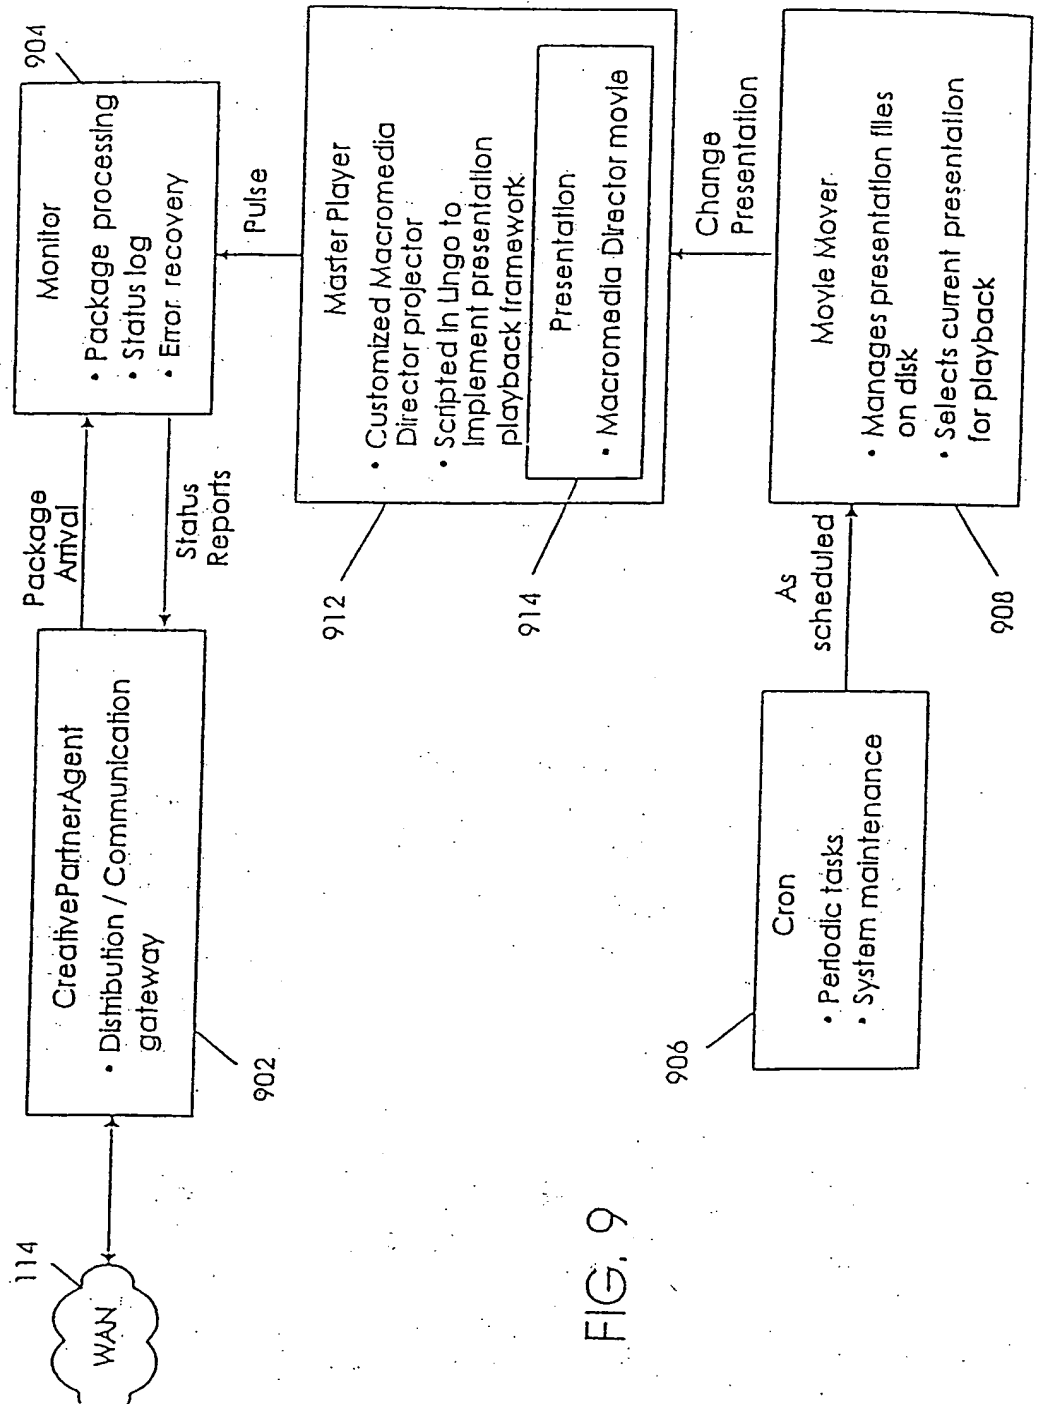 114
WAN
CreativePartnerAgent
• Distribution / Communication
gateway
902
Package
Arrival
Status
Reports
904
Monitor
• Package processing
• Status log
• Error recovery
Pulse
912
Master Player
• Customized Macromedia
Director projector
• Scripted in Lingo to
implement presentation
playback framework
914
Presentation
• Macromedia Director movie
Change
Presentation
906
Cron
• Periodic tasks
• System maintenance
As
scheduled
908
Movie Mover
• Manages presentation files
on disk
• Selects current presentation
for playback
FIG. 9